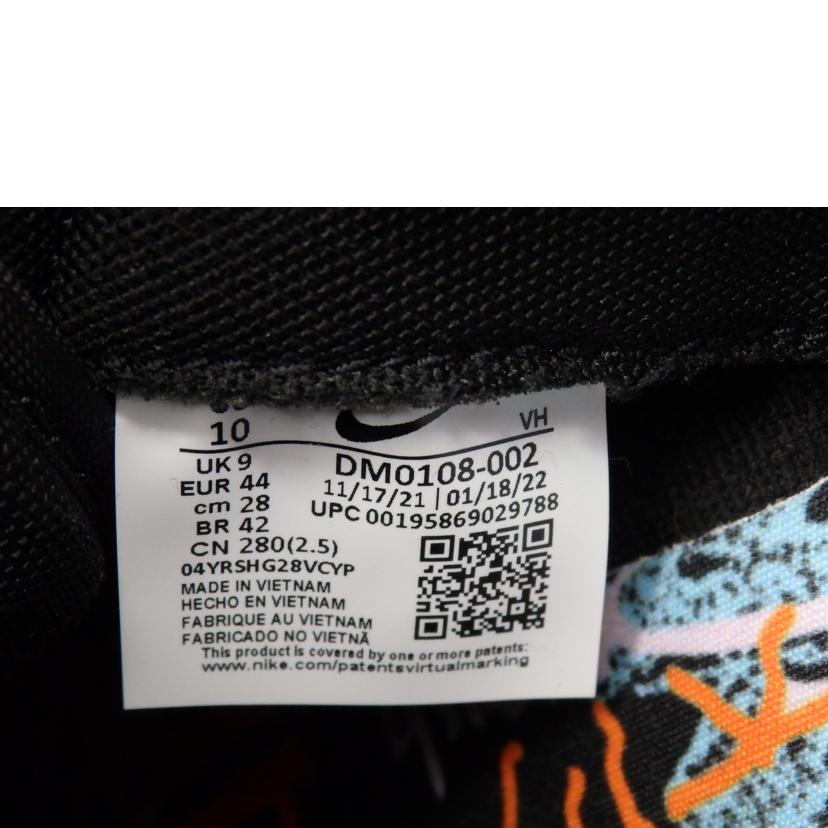 10
VH
UK 9
EUR 44
cm 28
BR 42
CN 280(2.5)
DM0108-002
11/17/21 | 01/18/22
UPC 00195869029788
04YRSHG28VCYP
MADE IN VIETNAM
HECHO EN VIETNAM
FABRIQUE AU VIETNAM
FABRICADO NO VIETNÃ
This product is covered by one or more patents:
www.nike.com/patentsvirtualmarking